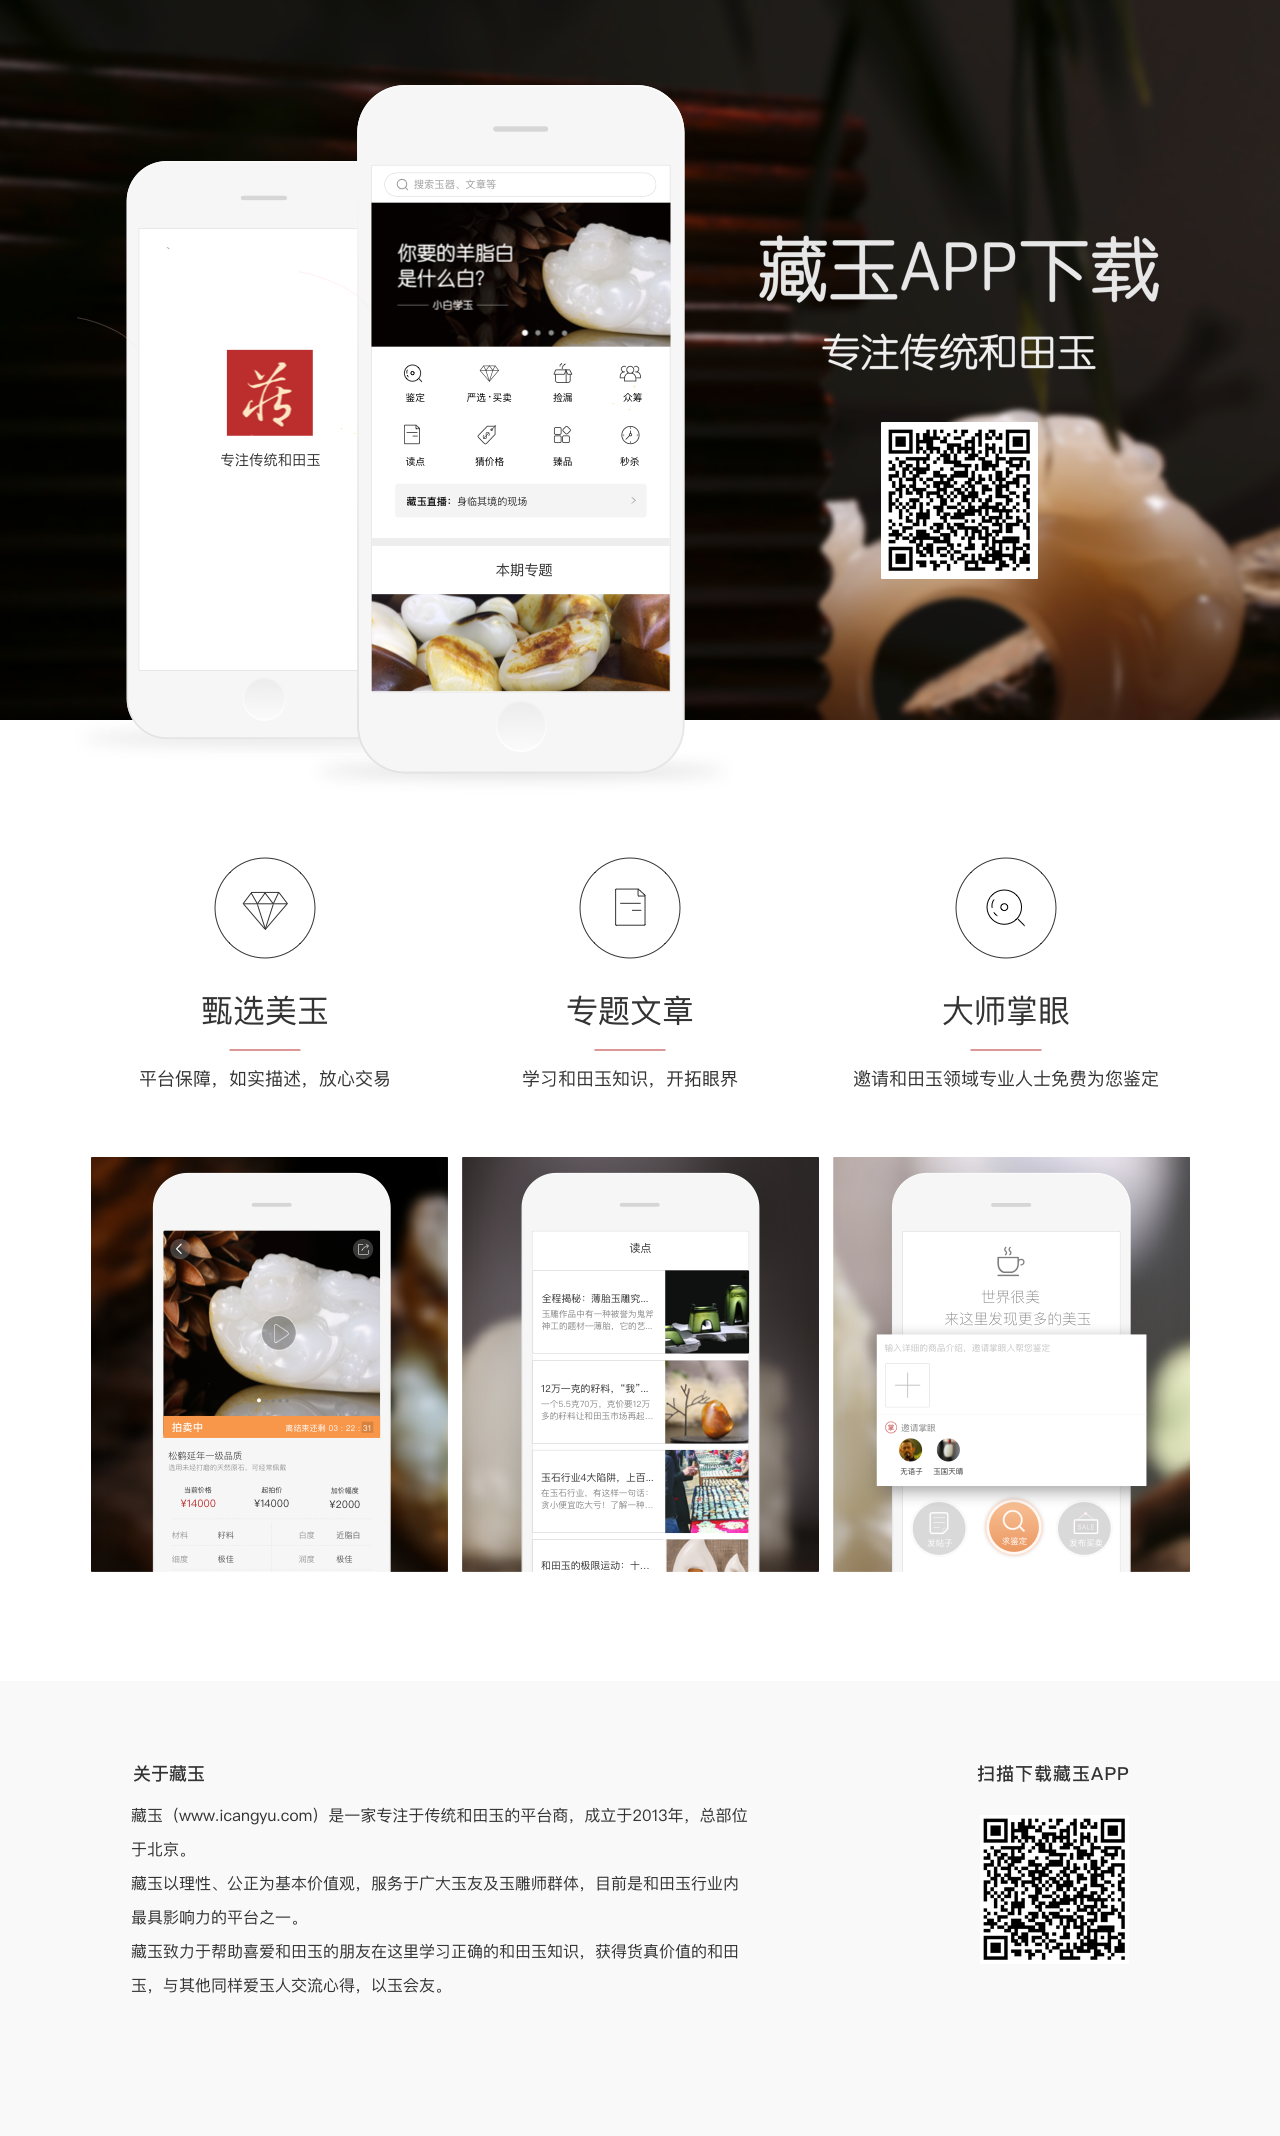 搜索玉器、文章等
你要的羊脂白
是什么白?
小白学玉
鉴定
严选·买卖
捡漏
众筹
读点
猜价格
臻品
秒杀
藏玉直播：身临其境的现场
本期专题
专注传统和田玉
藏玉APP下载
专注传统和田玉
甄选美玉
平台保障，如实描述，放心交易
专题文章
学习和田玉知识，开拓眼界
大师掌眼
邀请和田玉领域专业人士免费为您鉴定
拍卖中
离结束还剩 03 : 22 : 31
松鹤延年一级品质
选用未经打磨的天然原石，可经常佩戴
当前价格
¥14000
起拍价
¥14000
加价幅度
¥2000
材料
籽料
白度
近脂白
细度
极佳
润度
极佳
读点
全程揭秘：薄胎玉雕究...
玉雕作品中有一种被誉为鬼斧
神工的题材—薄胎，它的艺...
12万一克的籽料，“我”...
一个5.5克70万，克价要12万
多的籽料让和田玉市场再起...
玉石行业4大陷阱，上百...
在玉石行业，有这样一句话：
贪小便宜吃大亏！了解一种...
和田玉的极限运动：十...
世界很美
来这里发现更多的美玉
输入详细的商品介绍，邀请掌眼人帮您鉴定
掌 邀请掌眼
无语子
玉国天晴
发帖子
求鉴定
SALE
发布买卖
关于藏玉
藏玉（www.icangyu.com）是一家专注于传统和田玉的平台商，成立于2013年，总部位
于北京。
藏玉以理性、公正为基本价值观，服务于广大玉友及玉雕师群体，目前是和田玉行业内
最具影响力的平台之一。
藏玉致力于帮助喜爱和田玉的朋友在这里学习正确的和田玉知识，获得货真价值的和田
玉，与其他同样爱玉人交流心得，以玉会友。
扫描下载藏玉APP